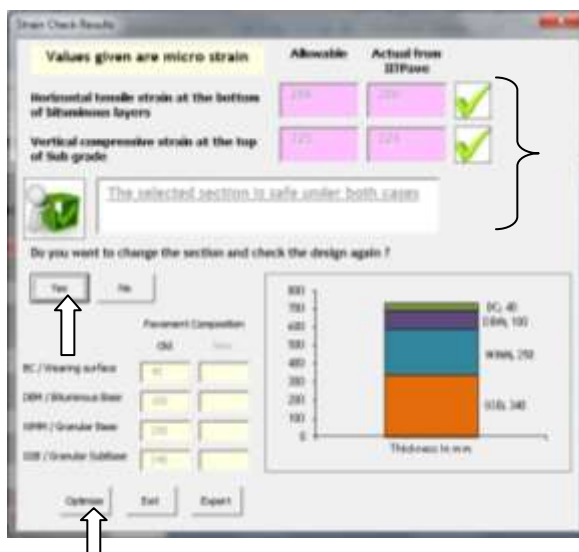 Strain Check Results
Values given are micro strain
Allowable
Actual from
IITPave
Horizontal tensile strain at the bottom
of bituminous layers
Vertical compressive strain at the top
of Sub grade
The selected section is safe under both cases
Do you want to change the section and check the design again ?
Yes
No
Pavement Composition
Old
New
BC / Wearing surface
DBM / Bituminous Base
WMM / Granular Base
GSB / Granular SubBase
Optimise
Exit
Export
800
700
600
500
400
300
200
100
0
BC, 40
DBM, 100
WMM, 250
GSB, 340
Thickness in mm